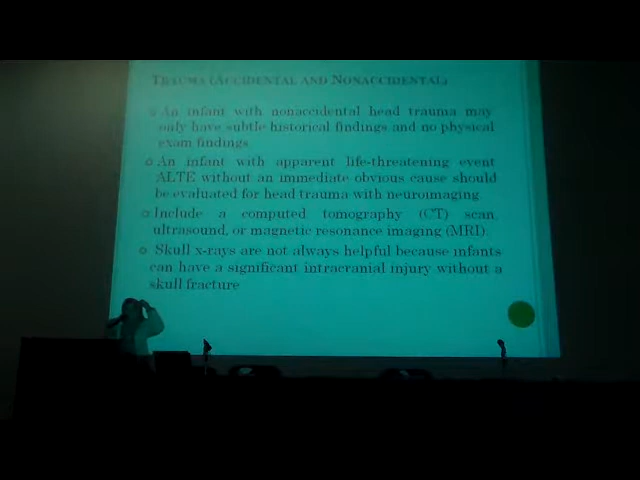 TRAUMA (ACCIDENTAL AND NONACCIDENTAL)
An infant with nonaccidental head trauma may
only have subtle historical findings and no physical
exam findings
An infant with apparent life-threatening event
ALTE without an immediate obvious cause should
be evaluated for head trauma with neuroimaging.
Include a computed tomography (CT) scan,
ultrasound, or magnetic resonance imaging (MRI).
Skull x-rays are not always helpful because infants
can have a significant intracranial injury without a
skull fracture